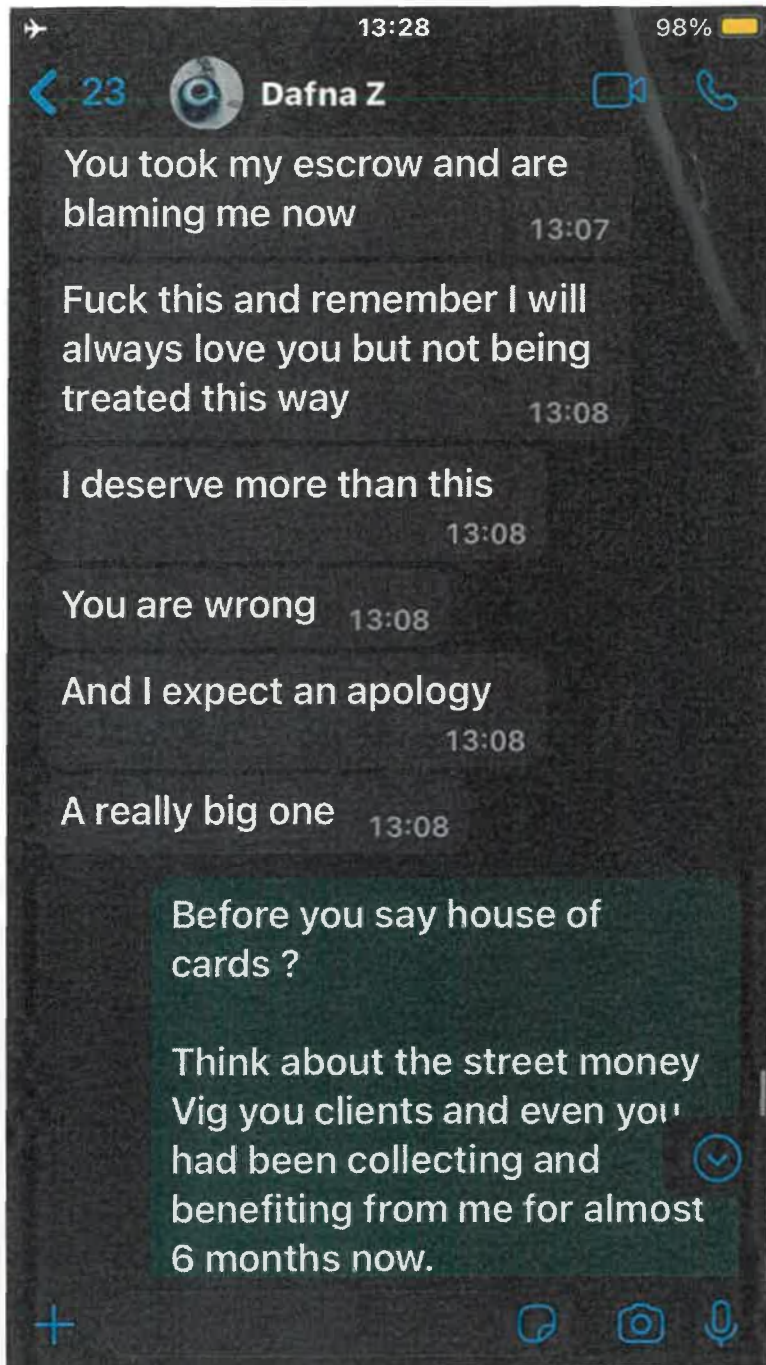 13:28
98%
23
Dafna Z
You took my escrow and are
blaming me now
13:07
Fuck this and remember I will
always love you but not being
treated this way
13:08
I deserve more than this
13:08
You are wrong
13:08
And I expect an apology
13:08
A really big one
13:08
Before you say house of
cards ?
Think about the street money
Vig you clients and even you
had been collecting and
benefiting from me for almost
6 months now.